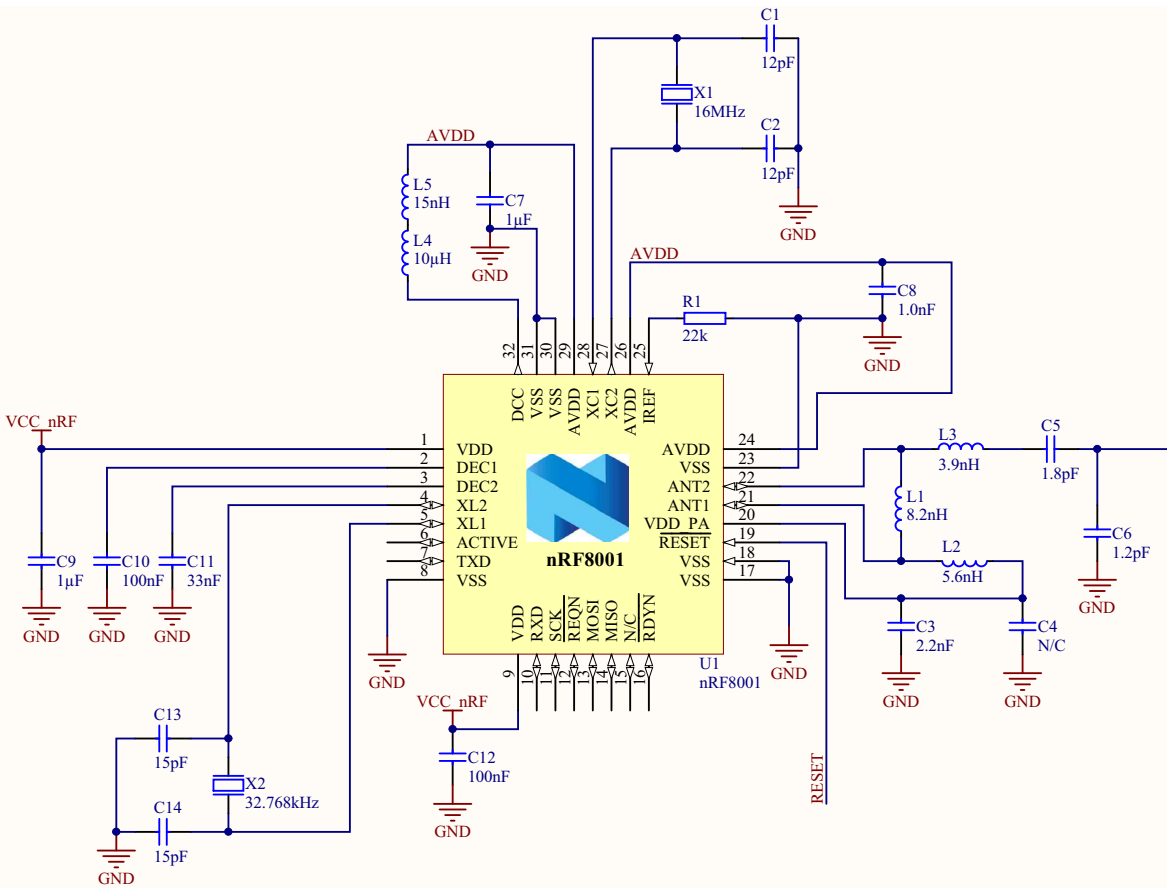 C1
12pF
X1
16MHz
C2
12pF
GND
AVDD
L5
15nH
L4
10µH
C7
1µF
GND
AVDD
C8
1.0nF
GND
R1
22k
32
31
30
29
28
27
26
25
DCC
VSS
VSS
AVDD
XC1
XC2
AVDD
IREF
VCC_nRF
1
VDD
2
DEC1
3
DEC2
4
XL2
5
XL1
6
ACTIVE
7
TXD
8
VSS
nRF8001
AVDD
24
VSS
23
ANT2
22
ANT1
21
VDD_PA
20
RESET
19
VSS
18
VSS
17
VDD
RXD
SCK
REQN
MOSI
MISO
N/C
RDYN
9
10
11
12
13
14
15
16
U1
nRF8001
C9
1µF
GND
C10
100nF
GND
C11
33nF
GND
GND
GND
L3
3.9nH
C5
1.8pF
L1
8.2nH
L2
5.6nH
C6
1.2pF
GND
C3
2.2nF
GND
C4
N/C
GND
VCC_nRF
C12
100nF
GND
RESET
C13
15pF
X2
32.768kHz
C14
15pF
GND